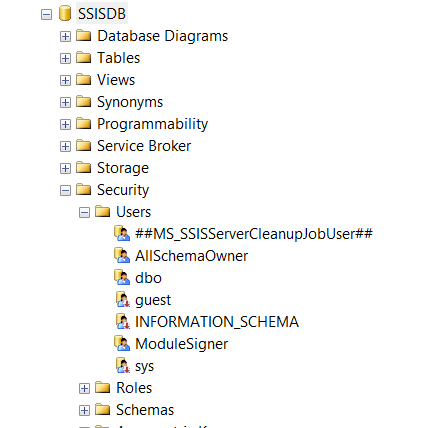 SSISDB
Database Diagrams
Tables
Views
Synonyms
Programmability
Service Broker
Storage
Security
Users
##MS_SSISServerCleanupJobUser##
AllSchemaOwner
dbo
guest
INFORMATION_SCHEMA
ModuleSigner
sys
Roles
Schemas